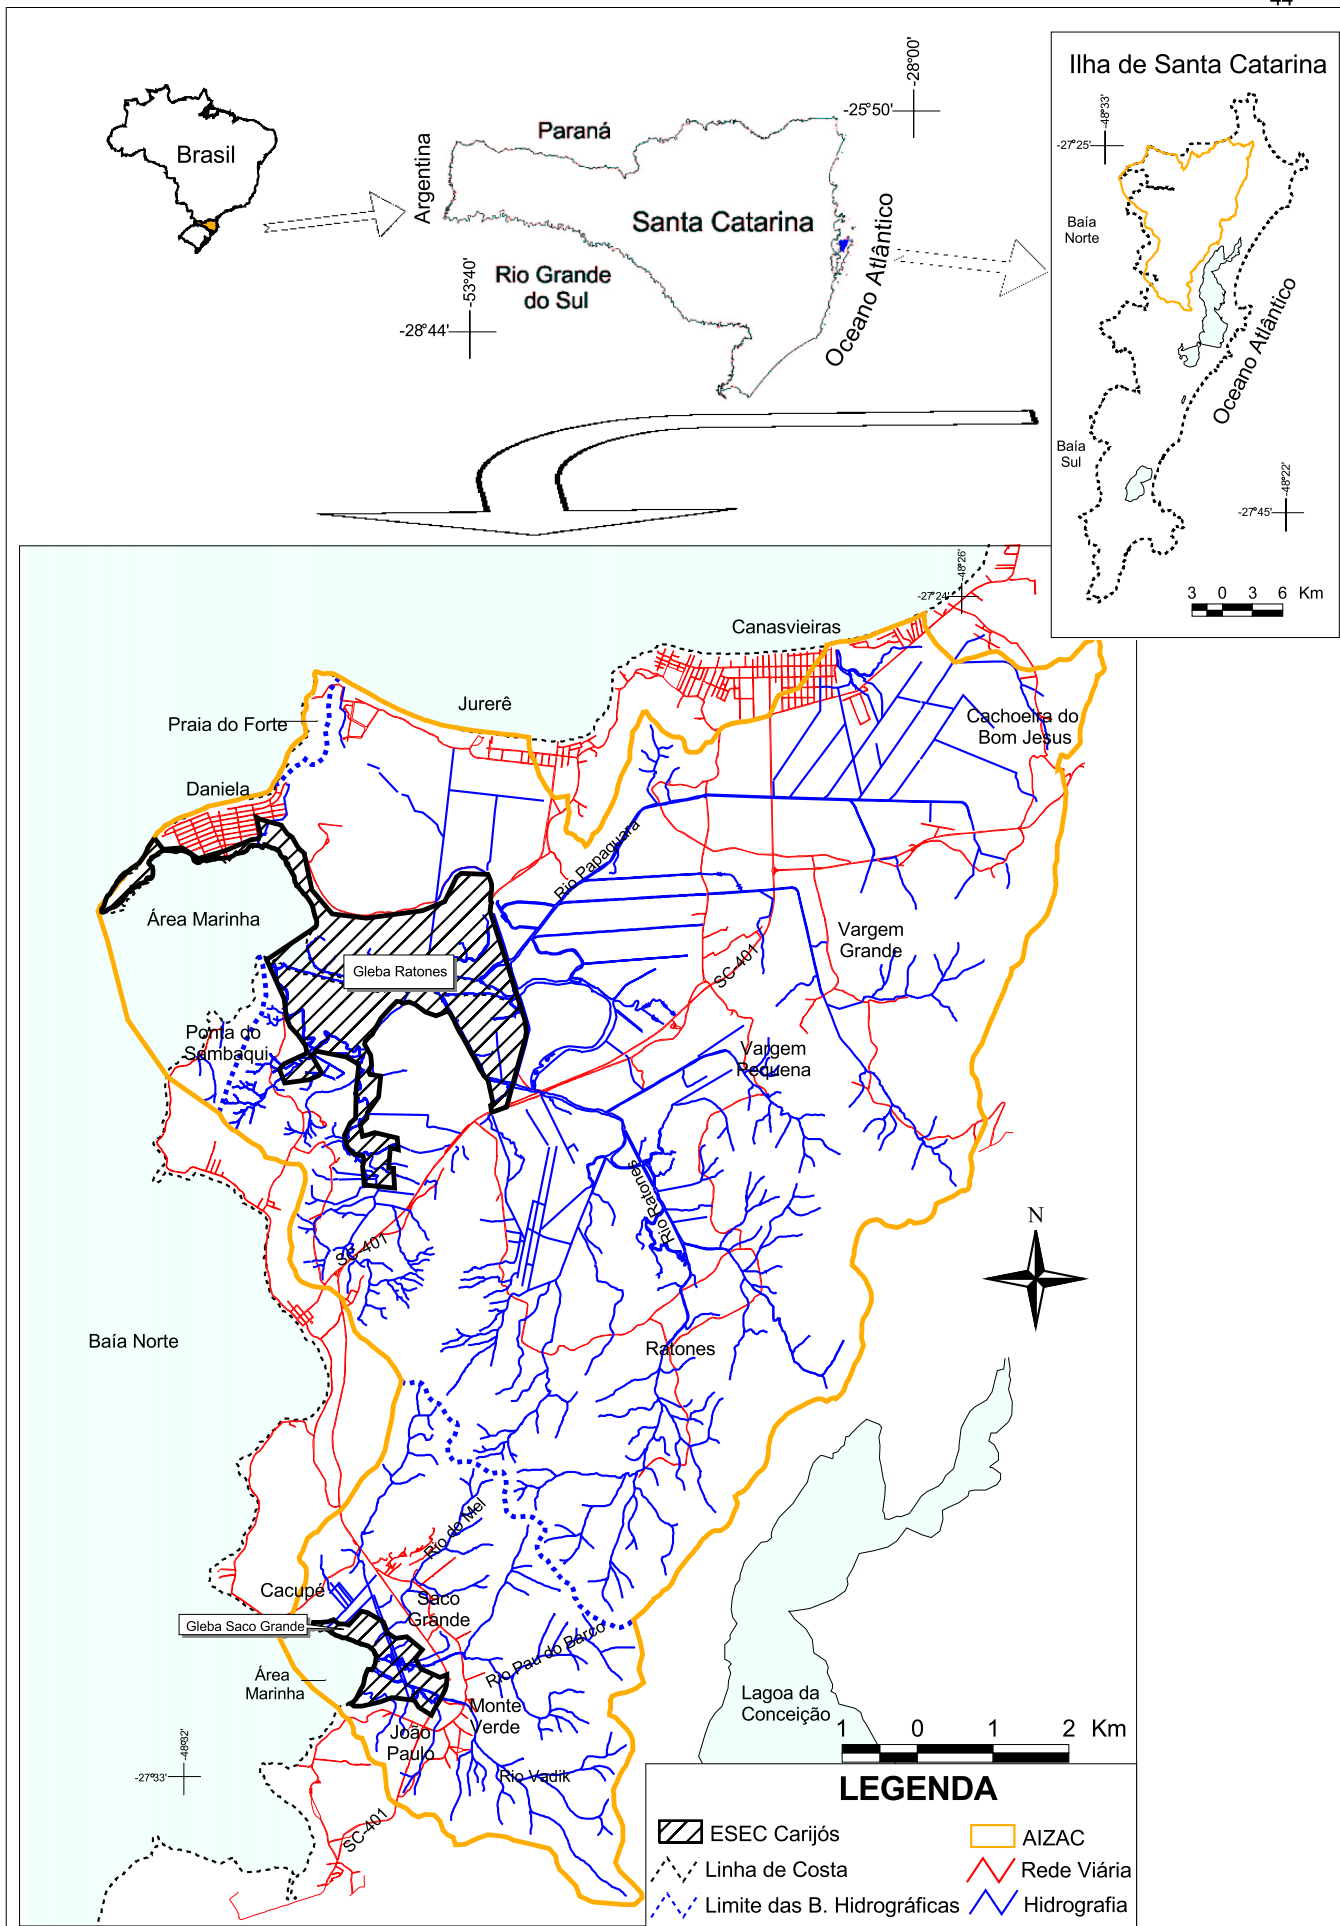 44
Brasil
Argentina
Paraná
Santa Catarina
Rio Grande
do Sul
Oceano Atlântico
-28°00'
-25°50'
-53°40'
-28°44'
Ilha de Santa Catarina
-48°33'
-27°25'
Baía
Norte
Oceano Atlântico
Baía
Sul
-48°22'
-27°45'
3 0 3 6 Km
-48°26'
-27°24'
Canasvieiras
Jurerê
Praia do Forte
Cachoeira do
Bom Jesus
Daniela
Rio Papaquara
Área Marinha
Vargem
Grande
Gleba Ratones
SC-401
Ponta do
Sambaqui
Vargem
Pequena
Rio Ratones
SC-401
N
Baía Norte
Ratones
Rio do Mel
Cacupé
Saco
Grande
Gleba Saco Grande
Rio Pau do Barco
Área
Marinha
Monte
Verde
Lagoa da
Conceição
João
Paulo
1 0 1 2 Km
-48°32'
-27°33'
Rio Vadik
SC-401
LEGENDA
ESEC Carijós
AIZAC
Linha de Costa
Rede Viária
Limite das B. Hidrográficas
Hidrografia